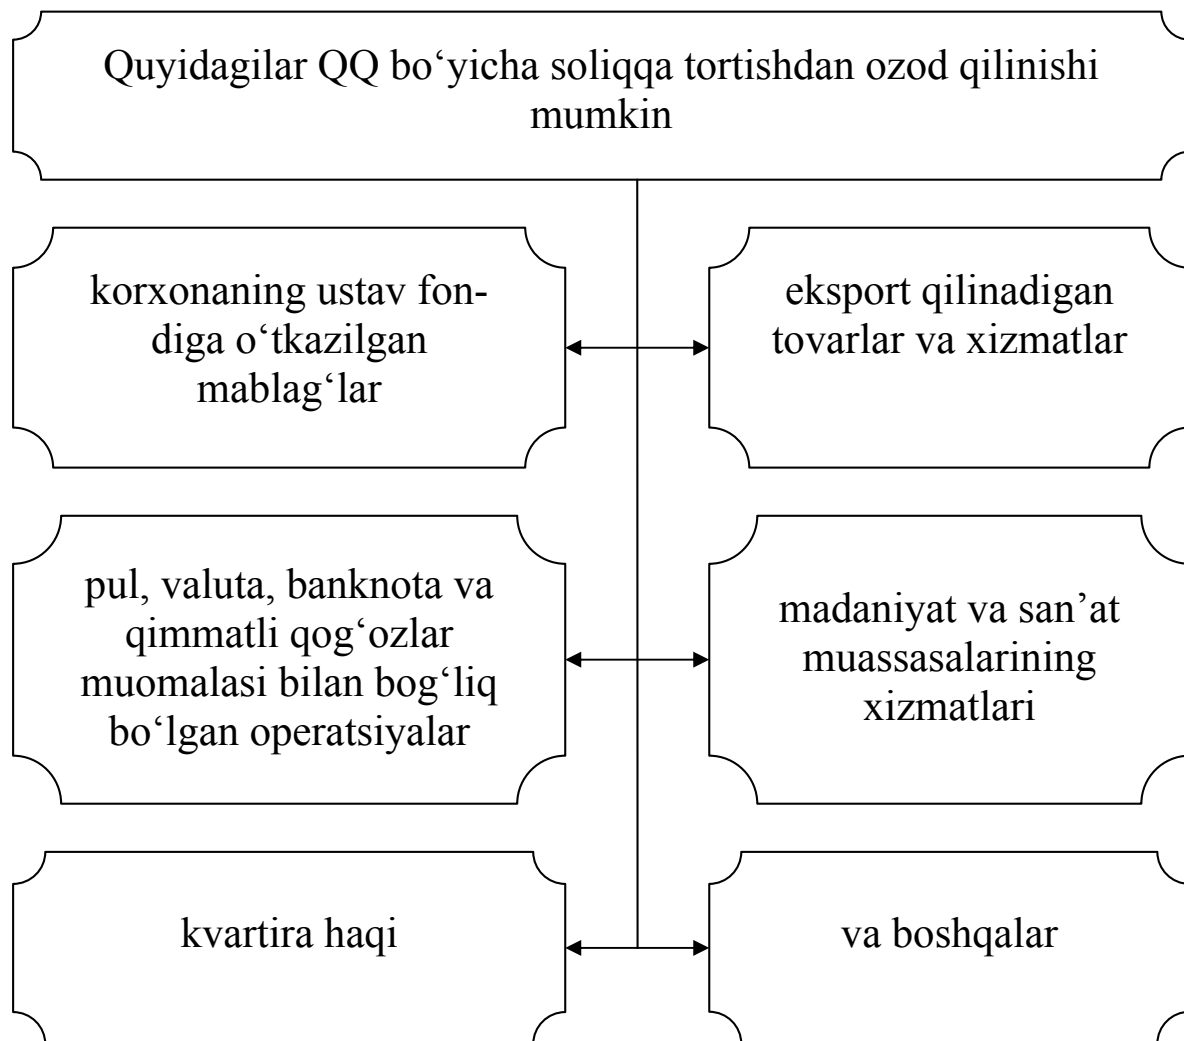 Quyidagilar QQ bo‘yicha soliqqa tortishdan ozod qilinishi
mumkin
korxonaning ustav fon-
diga o‘tkazilgan
mablag‘lar
eksport qilinadigan
tovarlar va xizmatlar
pul, valuta, banknota va
qimmatli qog‘ozlar
muomalasi bilan bog‘liq
bo‘lgan operatsiyalar
madaniyat va san’at
muassasalarining
xizmatlari
kvartira haqi
va boshqalar